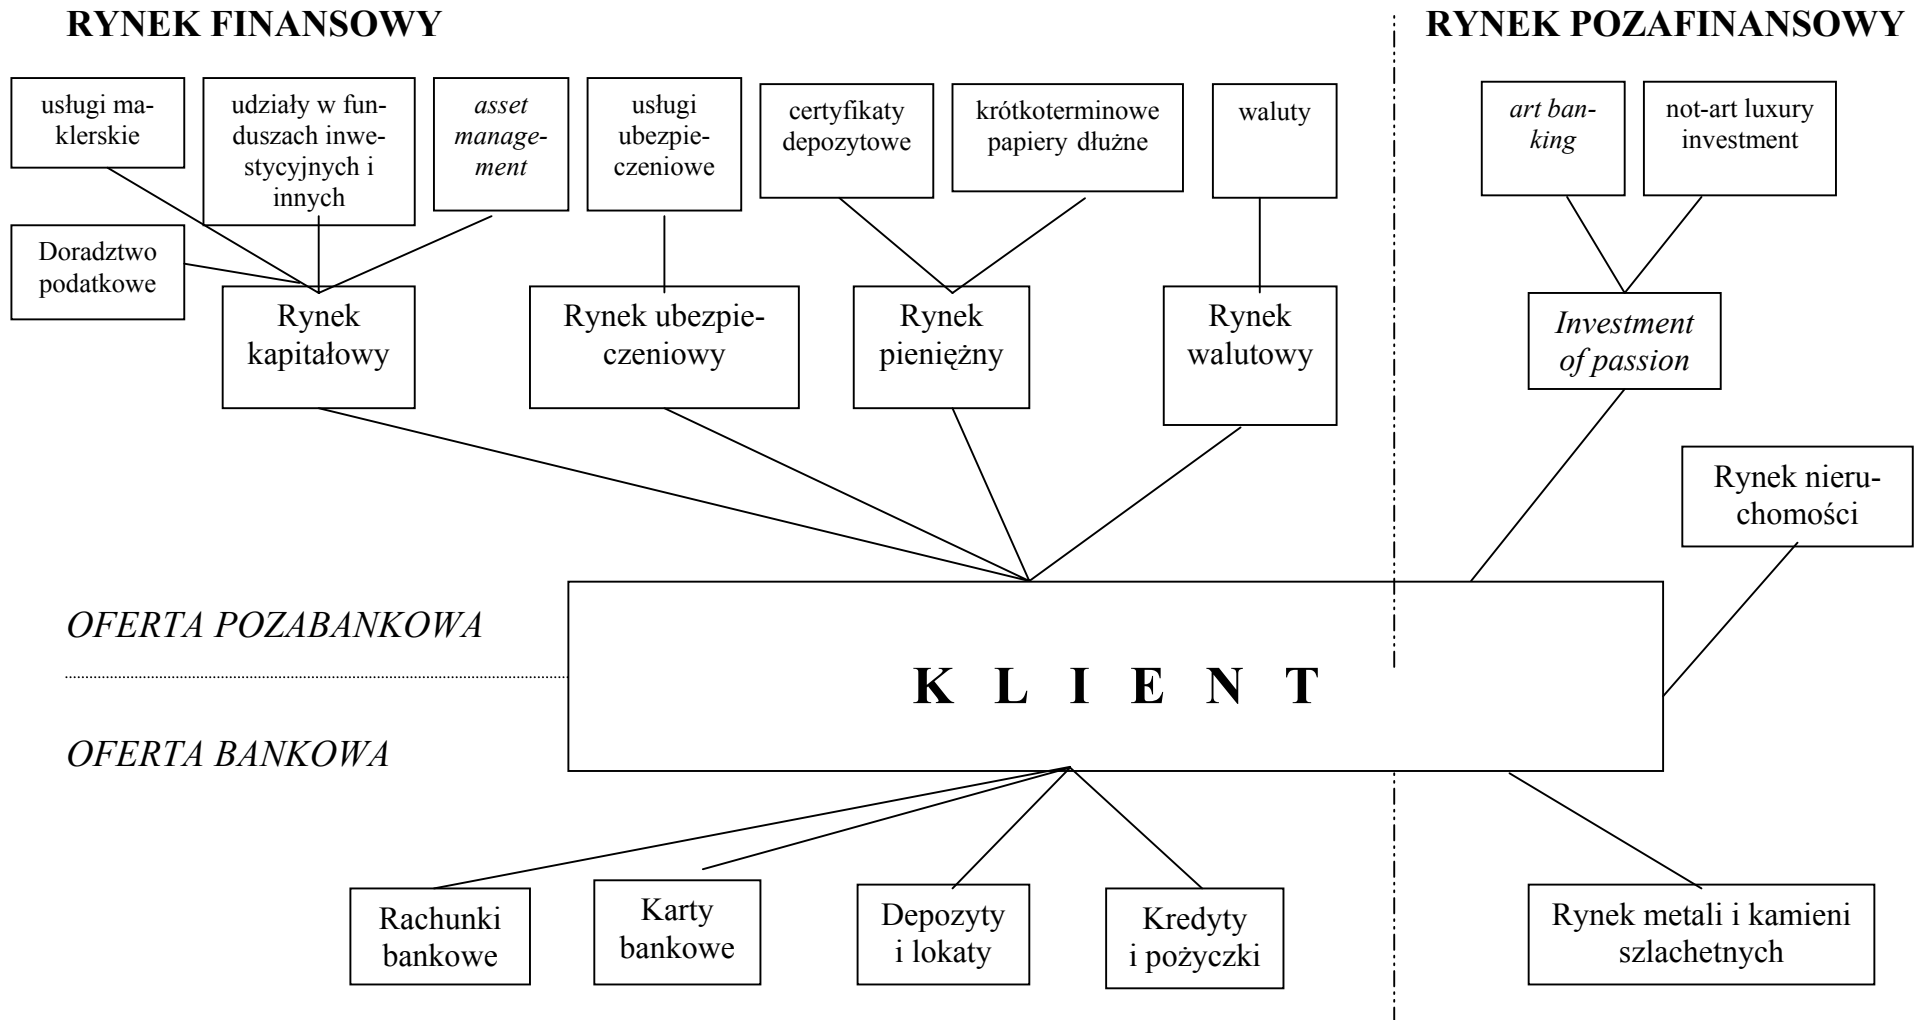 RYNEK FINANSOWY
RYNEK POZAFINANSOWY
usługi ma-
klerskie
udziały w fun-
duszach inwe-
stycyjnych i
innych
asset
manage-
ment
usługi
ubezpie-
czeniowe
certyfikaty
depozytowe
krótkoterminowe
papiery dłużne
waluty
art ban-
king
not-art luxury
investment
Doradztwo
podatkowe
Rynek
kapitałowy
Rynek ubezpie-
czeniowy
Rynek
pieniężny
Rynek
walutowy
Investment
of passion
Rynek nieru-
chomości
OFERTA POZABANKOWA
K L I E N T
OFERTA BANKOWA
Rachunki
bankowe
Karty
bankowe
Depozyty
i lokaty
Kredyty
i pożyczki
Rynek metali i kamieni
szlachetnych